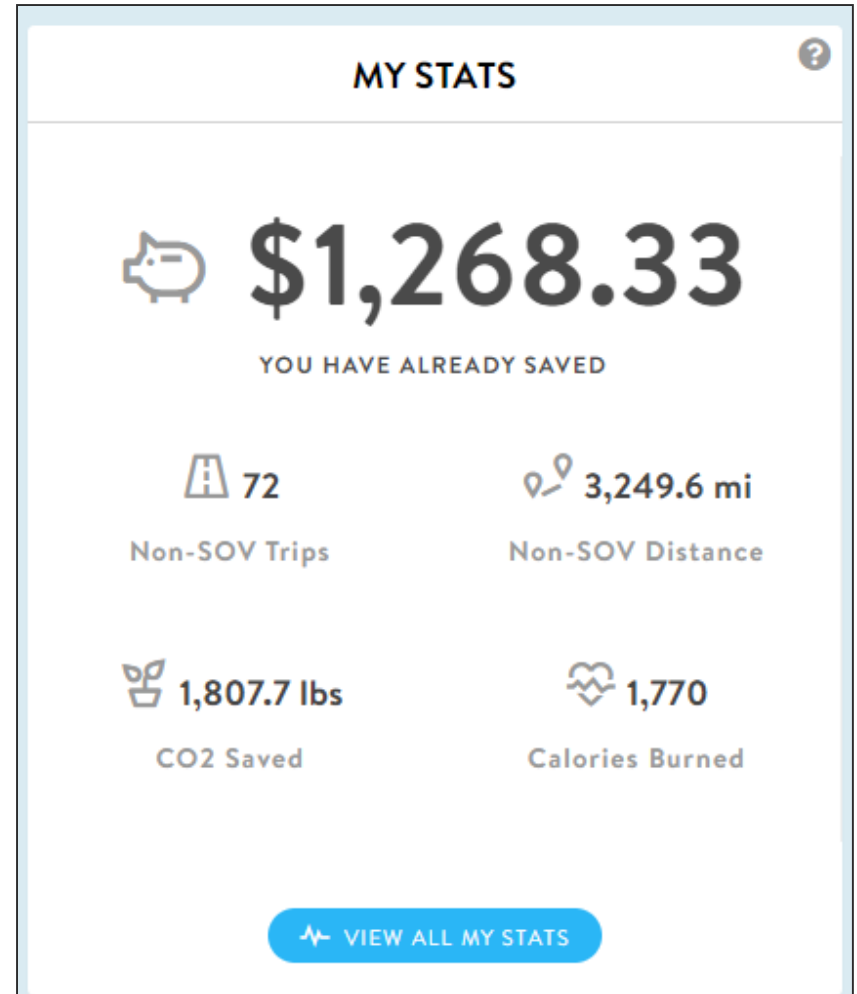 MY STATS
?
$1,268.33
YOU HAVE ALREADY SAVED
72
3,249.6 mi
Non-SOV Trips
Non-SOV Distance
1,807.7 lbs
1,770
CO2 Saved
Calories Burned
VIEW ALL MY STATS